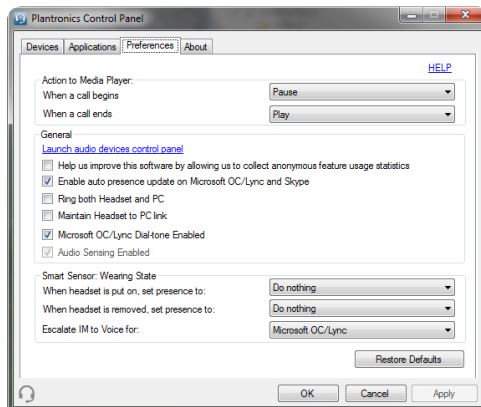 Plantronics Control Panel
Devices Applications Preferences About
HELP
Action to Media Player:
When a call begins Pause
When a call ends Play
General
Launch audio devices control panel
Help us improve this software by allowing us to collect anonymous feature usage statistics
Enable auto presence update on Microsoft OC/Lync and Skype
Ring both Headset and PC
Maintain Headset to PC link
Microsoft OC/Lync Dial-tone Enabled
Audio Sensing Enabled
Smart Sensor: Wearing State
When headset is put on, set presence to: Do nothing
When headset is removed, set presence to: Do nothing
Escalate IM to Voice for: Microsoft OC/Lync
Restore Defaults
OK Cancel Apply